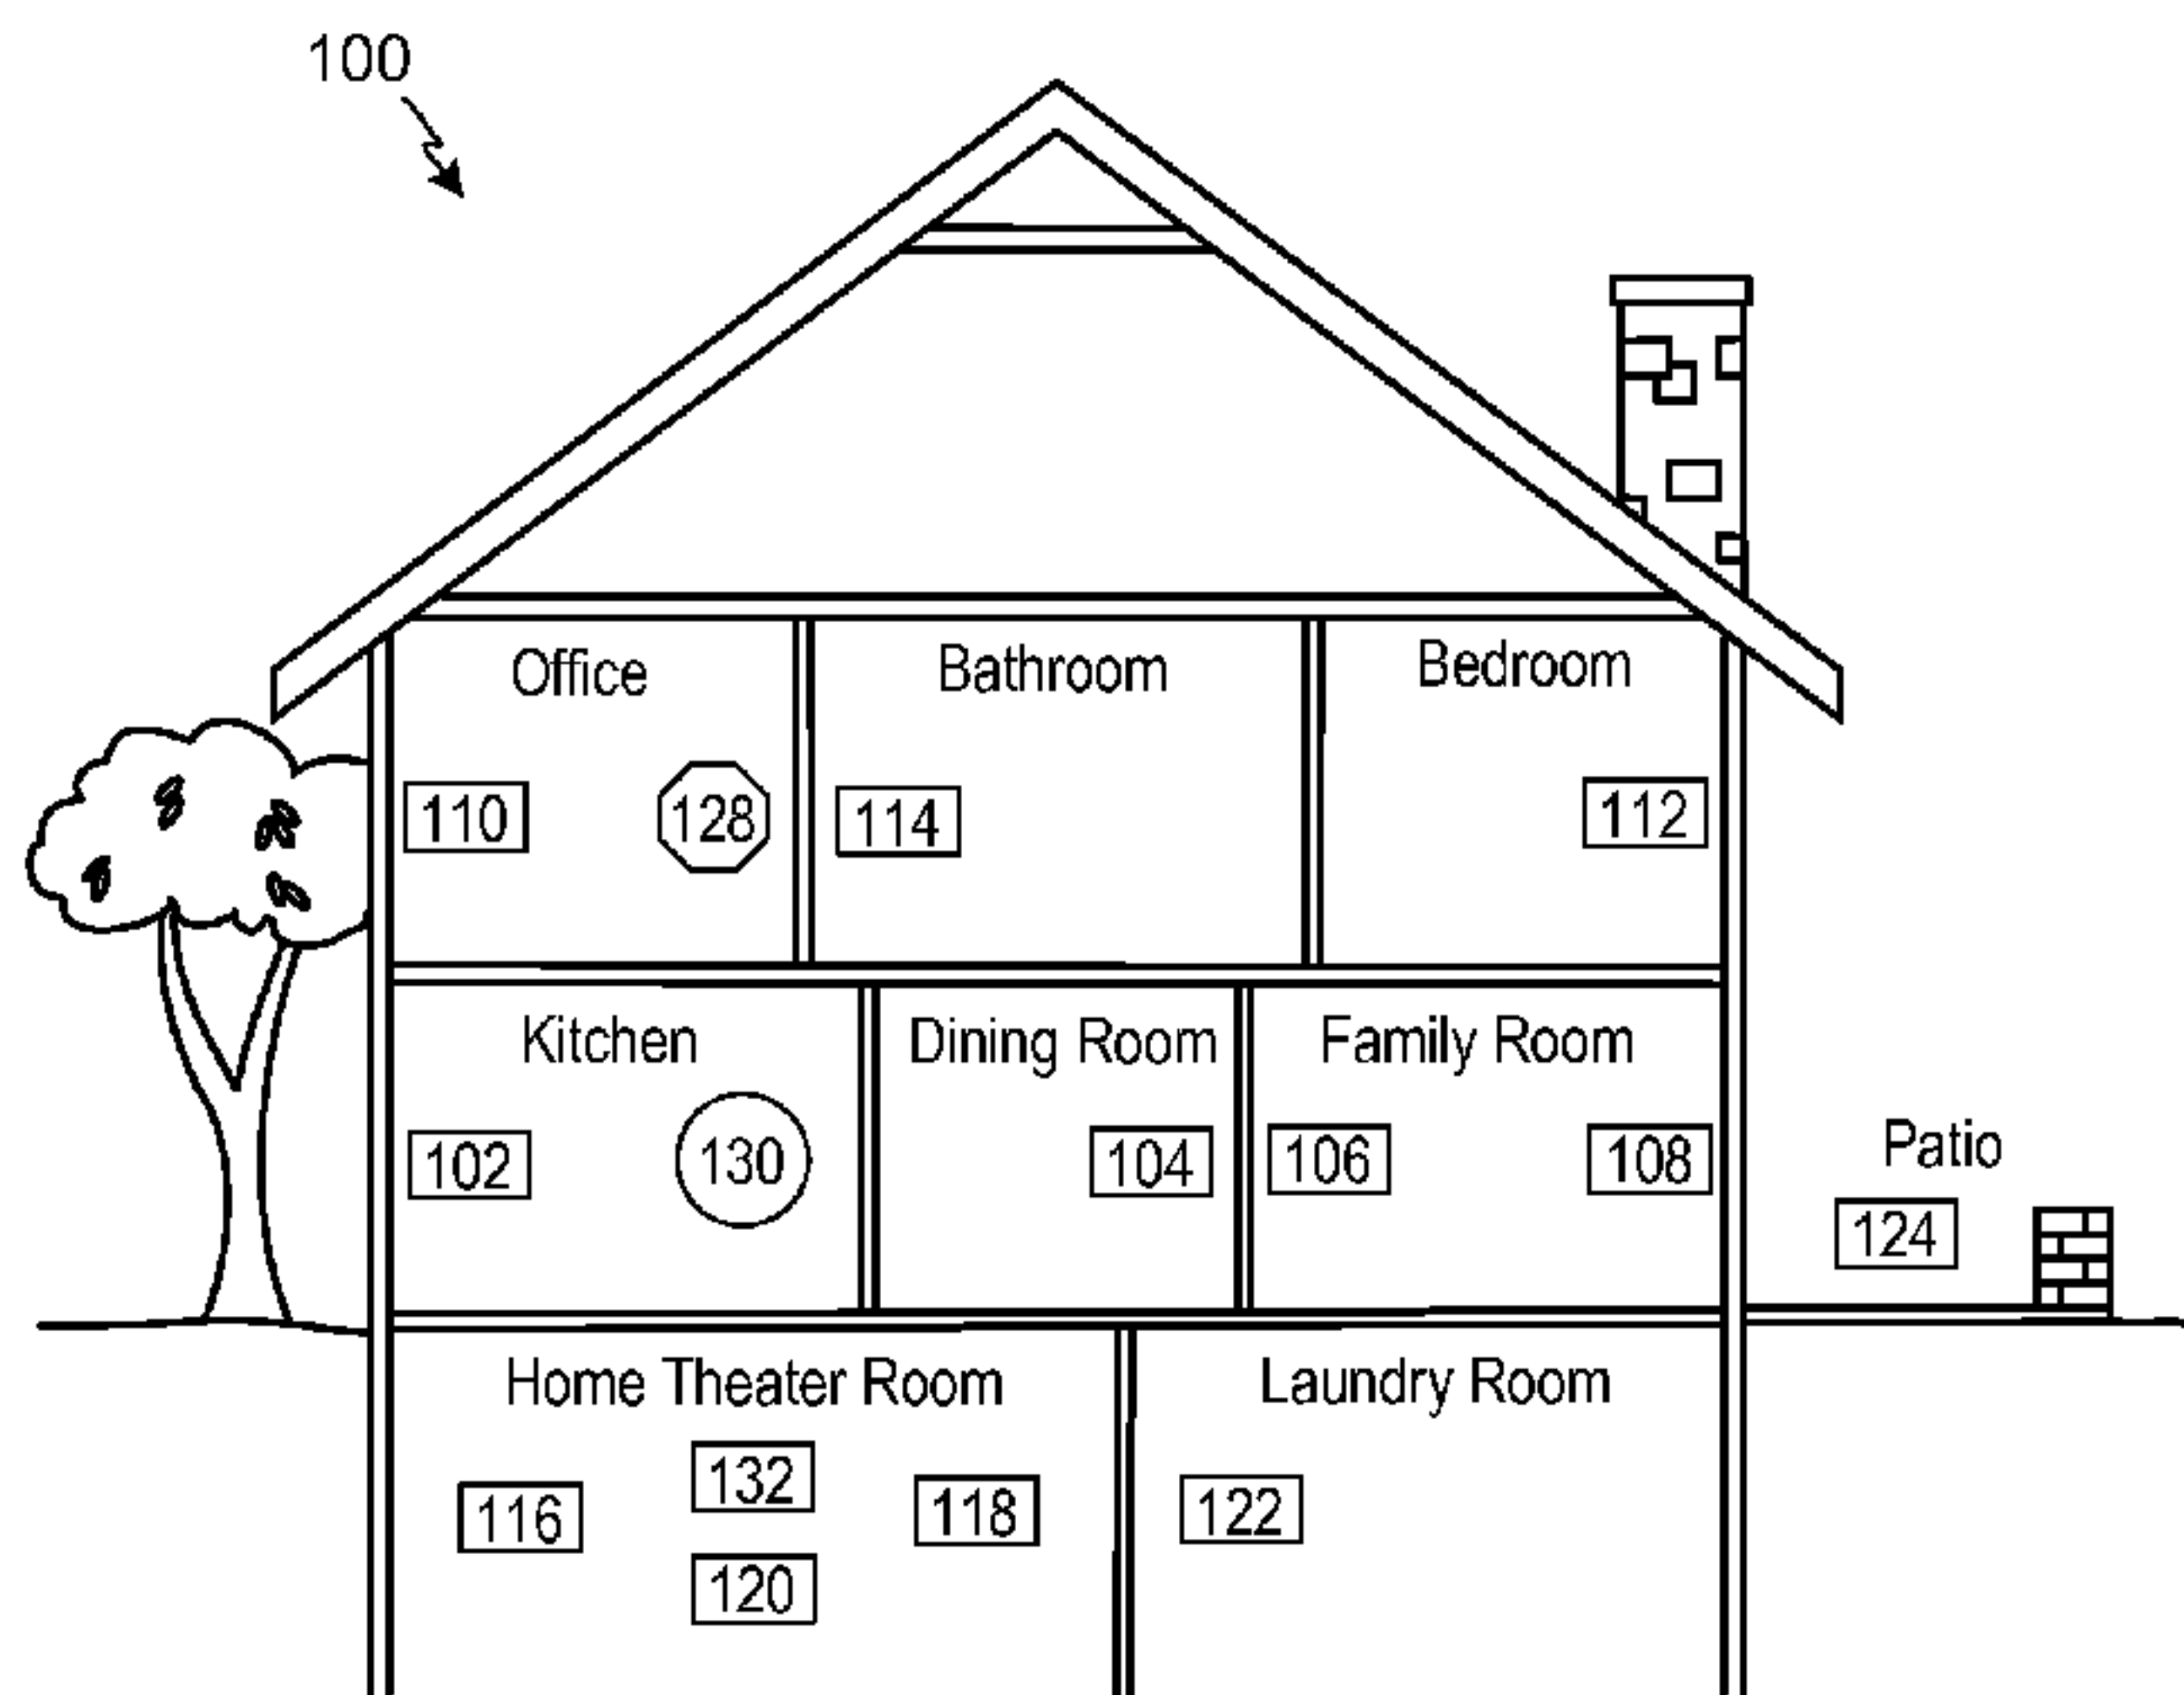 100
Office
Bathroom
Bedroom
110
128
114
112
Kitchen
Dining Room
Family Room
102
130
104
106
108
Patio
124
Home Theater Room
Laundry Room
116
132
118
122
120